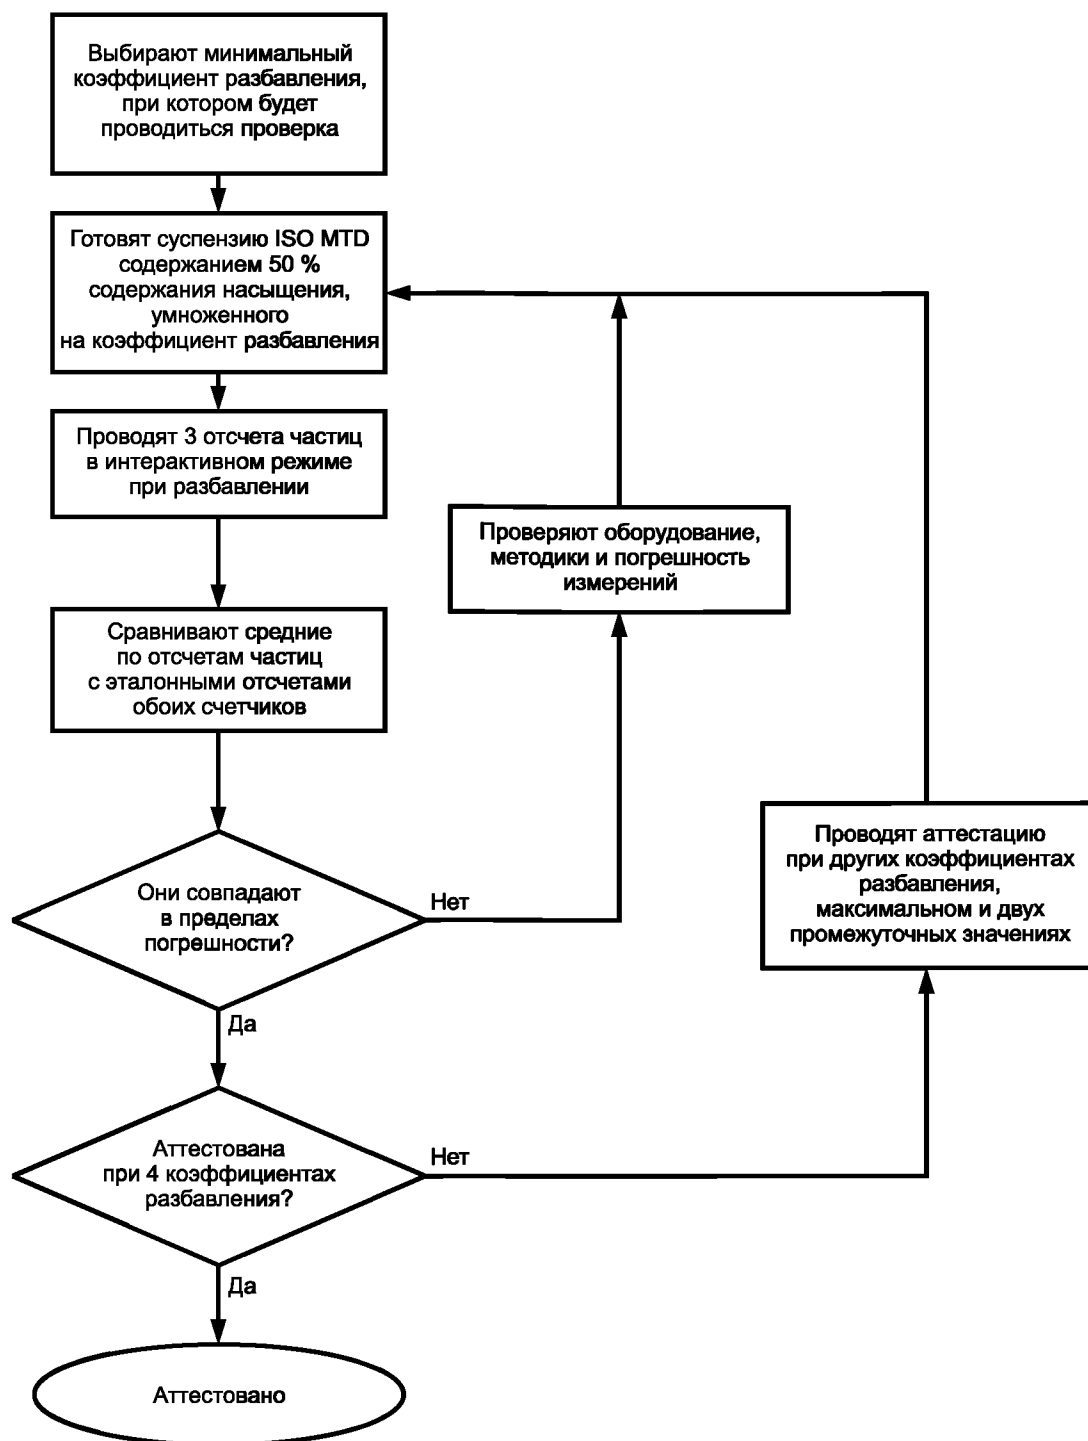 Выбирают минимальный
коэффициент разбавления,
при котором будет
проводиться проверка
Готовят суспензию ISO MTD
содержанием 50 %
содержания насыщения,
умноженного
на коэффициент разбавления
Проводят 3 отсчета частиц
в интерактивном режиме
при разбавлении
Проверяют оборудование,
методики и погрешность
измерений
Сравнивают средние
по отсчетам частиц
с эталонными отсчетами
обоих счетчиков
Проводят аттестацию
при других коэффициентах
разбавления,
максимальном и двух
промежуточных значениях
Они совпадают
в пределах
погрешности?
Нет
Да
Аттестована
при 4 коэффициентах
разбавления?
Нет
Да
Аттестовано